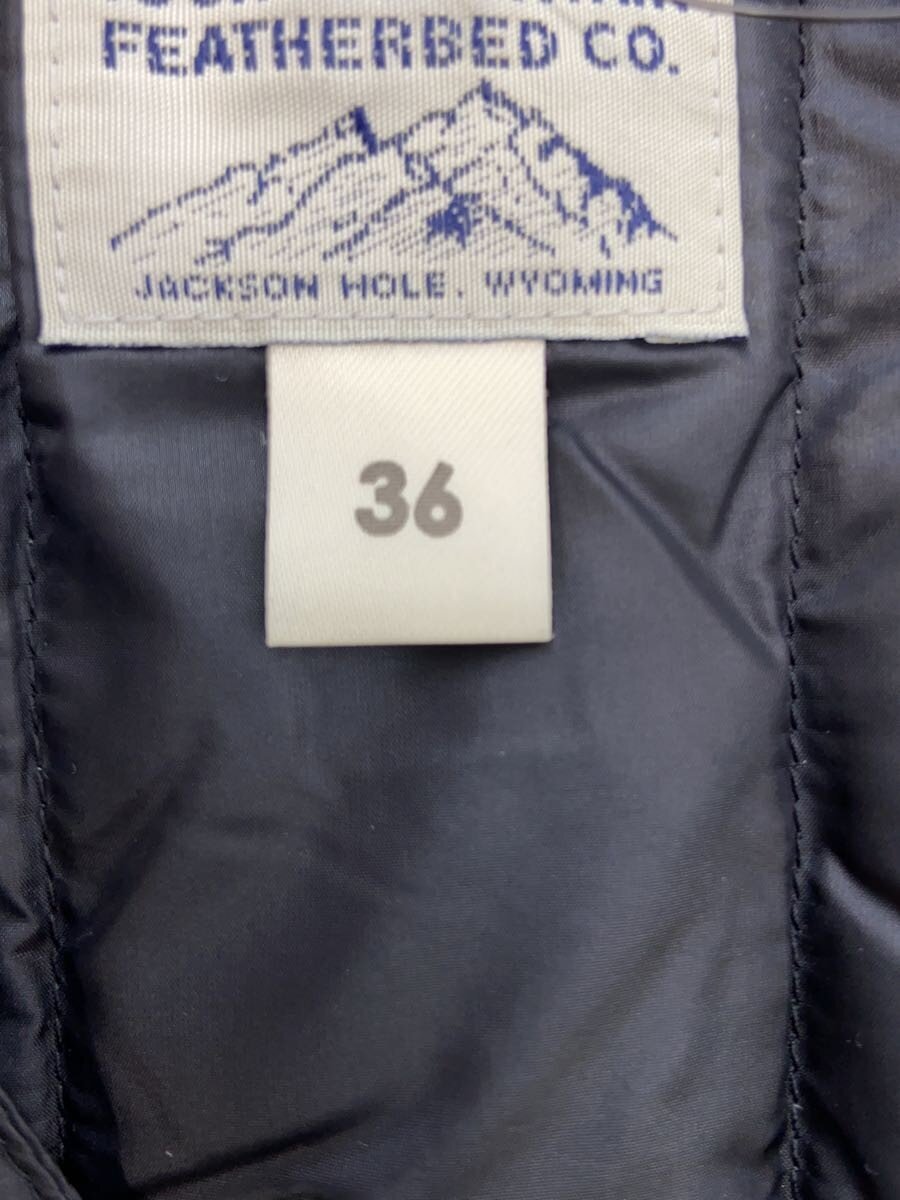 FEATHERBED CO.
JACKSON HOLE. WYOMING
36